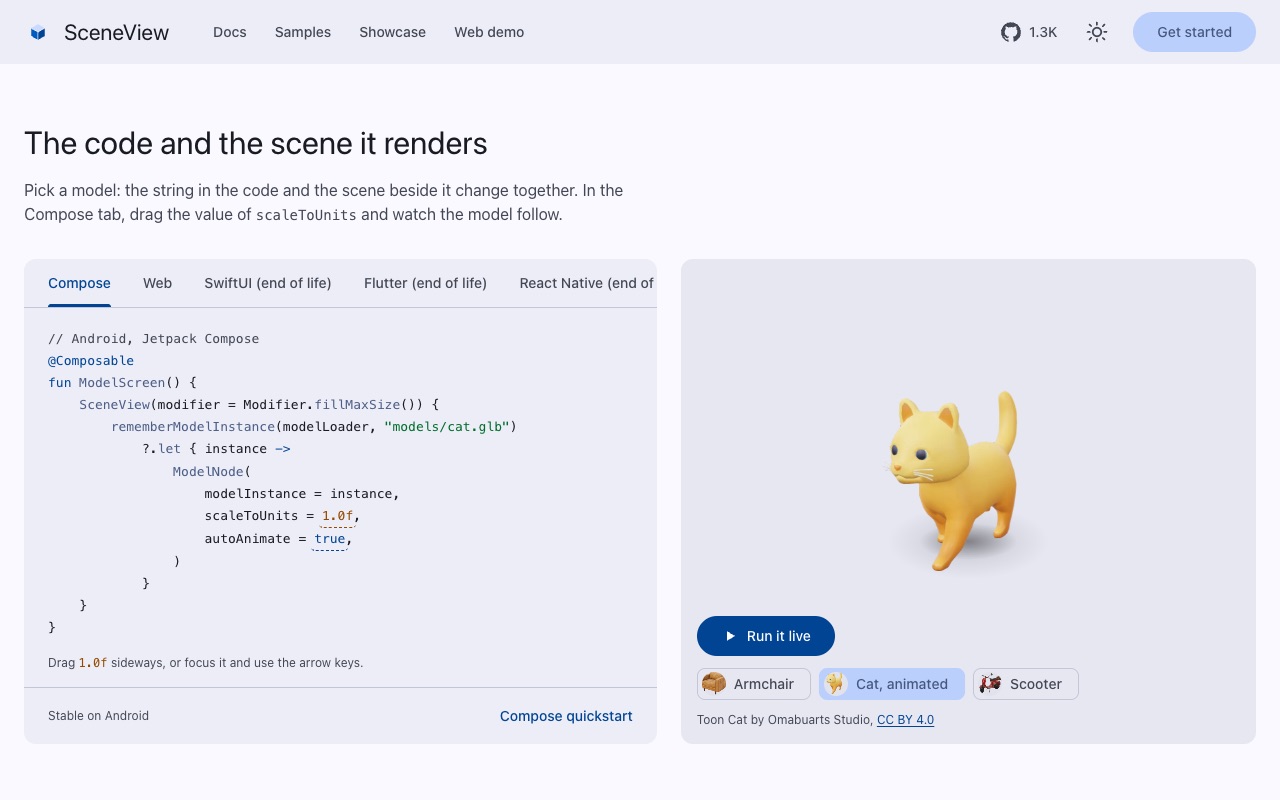 SceneView
Docs
Samples
Showcase
Web demo
1.3K
Get started
The code and the scene it renders
Pick a model: the string in the code and the scene beside it change together. In the
Compose tab, drag the value of scaleToUnits and watch the model follow.
Compose
Web
SwiftUI (end of life)
Flutter (end of life)
React Native (end of
// Android, Jetpack Compose
@Composable
fun ModelScreen() {
    SceneView(modifier = Modifier.fillMaxSize()) {
        rememberModelInstance(modelLoader, "models/cat.glb")
            ?.let { instance ->
                ModelNode(
                    modelInstance = instance,
                    scaleToUnits = 1.0f,
                    autoAnimate = true,
                )
            }
    }
}
Drag 1.0f sideways, or focus it and use the arrow keys.
Stable on Android
Compose quickstart
Run it live
Armchair
Cat, animated
Scooter
Toon Cat by Omabuarts Studio, CC BY 4.0